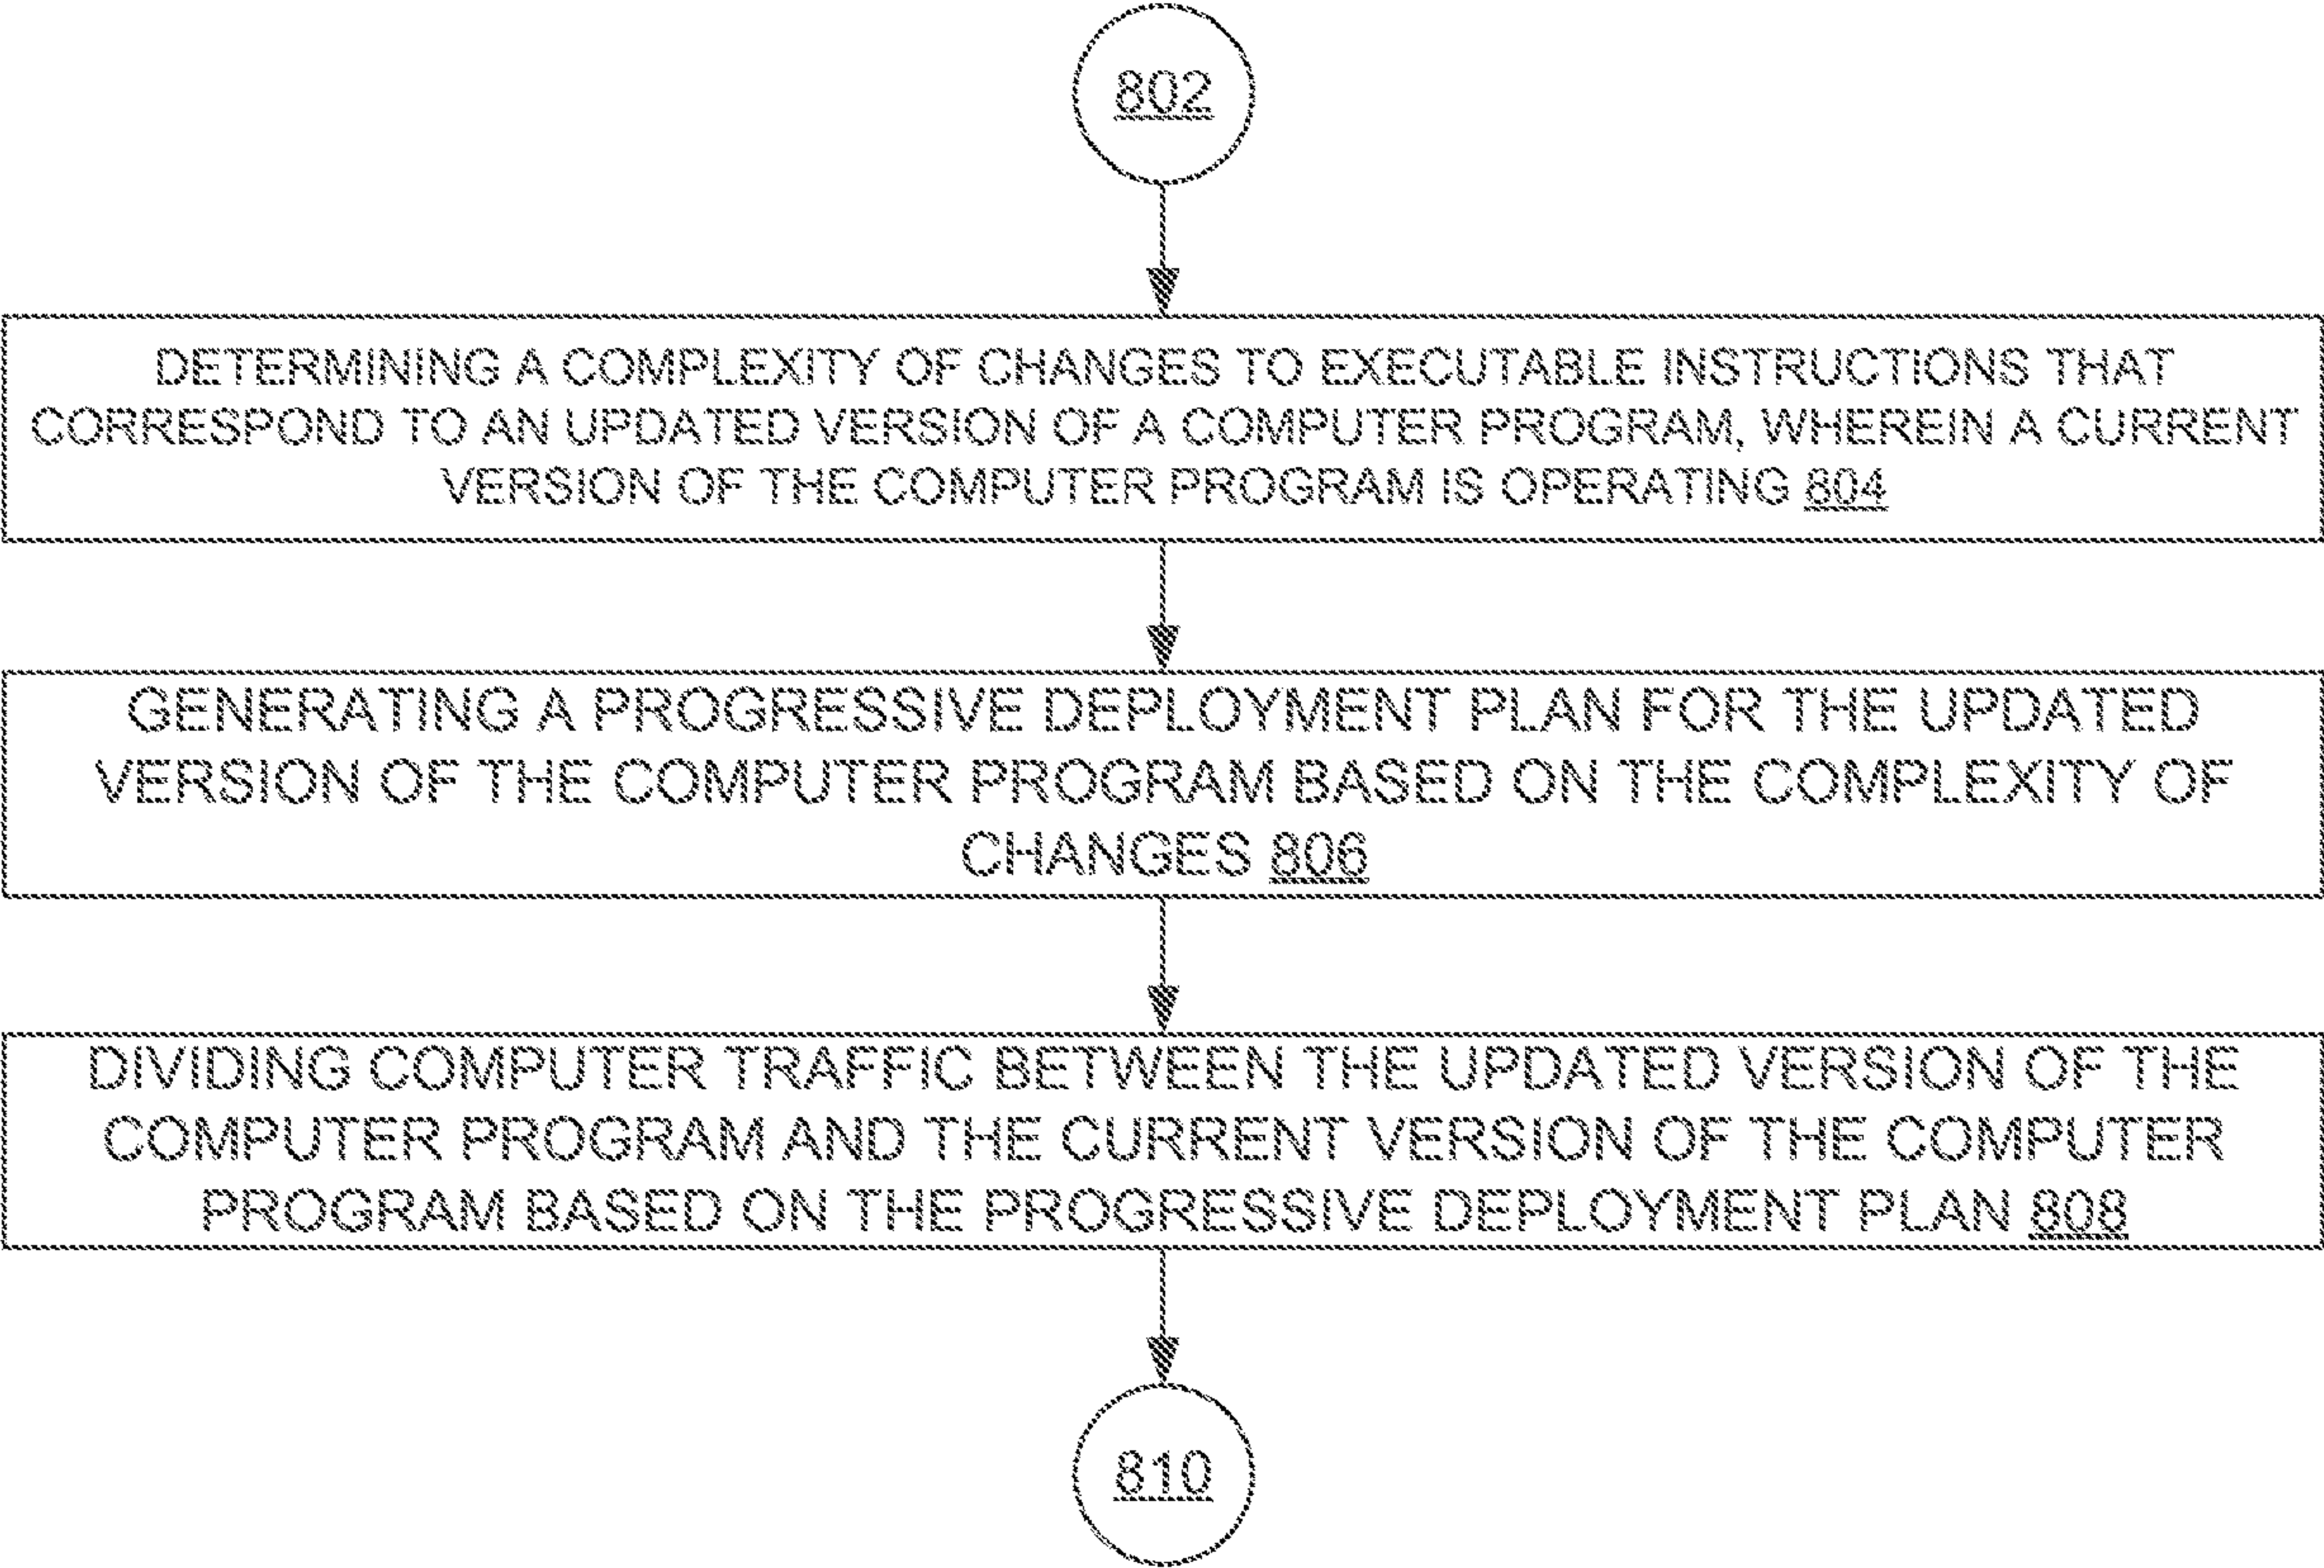 802
DETERMINING A COMPLEXITY OF CHANGES TO EXECUTABLE INSTRUCTIONS THAT
CORRESPOND TO AN UPDATED VERSION OF A COMPUTER PROGRAM, WHEREIN A CURRENT
VERSION OF THE COMPUTER PROGRAM IS OPERATING 804
GENERATING A PROGRESSIVE DEPLOYMENT PLAN FOR THE UPDATED
VERSION OF THE COMPUTER PROGRAM BASED ON THE COMPLEXITY OF
CHANGES 806
DIVIDING COMPUTER TRAFFIC BETWEEN THE UPDATED VERSION OF THE
COMPUTER PROGRAM AND THE CURRENT VERSION OF THE COMPUTER
PROGRAM BASED ON THE PROGRESSIVE DEPLOYMENT PLAN 808
810